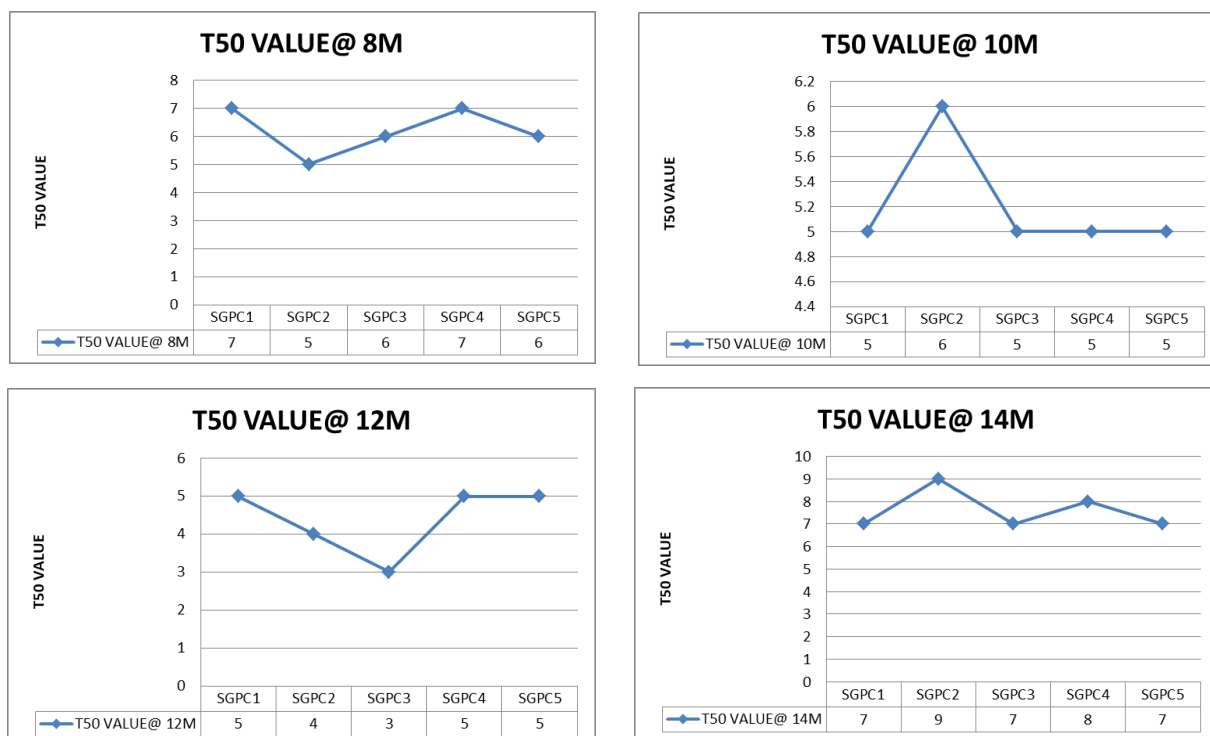 T50 VALUE@ 8M
T50 VALUE
8
7
6
5
4
3
2
1
0
SGPC1 SGPC2 SGPC3 SGPC4 SGPC5
T50 VALUE@ 8M 7 5 6 7 6
T50 VALUE@ 10M
T50 VALUE
6.2
6
5.8
5.6
5.4
5.2
5
4.8
4.6
4.4
SGPC1 SGPC2 SGPC3 SGPC4 SGPC5
T50 VALUE@ 10M 5 6 5 5 5
T50 VALUE@ 12M
T50 VALUE
6
5
4
3
2
1
0
SGPC1 SGPC2 SGPC3 SGPC4 SGPC5
T50 VALUE@ 12M 5 4 3 5 5
T50 VALUE@ 14M
T50 VALUE
10
9
8
7
6
5
4
3
2
1
0
SGPC1 SGPC2 SGPC3 SGPC4 SGPC5
T50 VALUE@ 14M 7 9 7 8 7